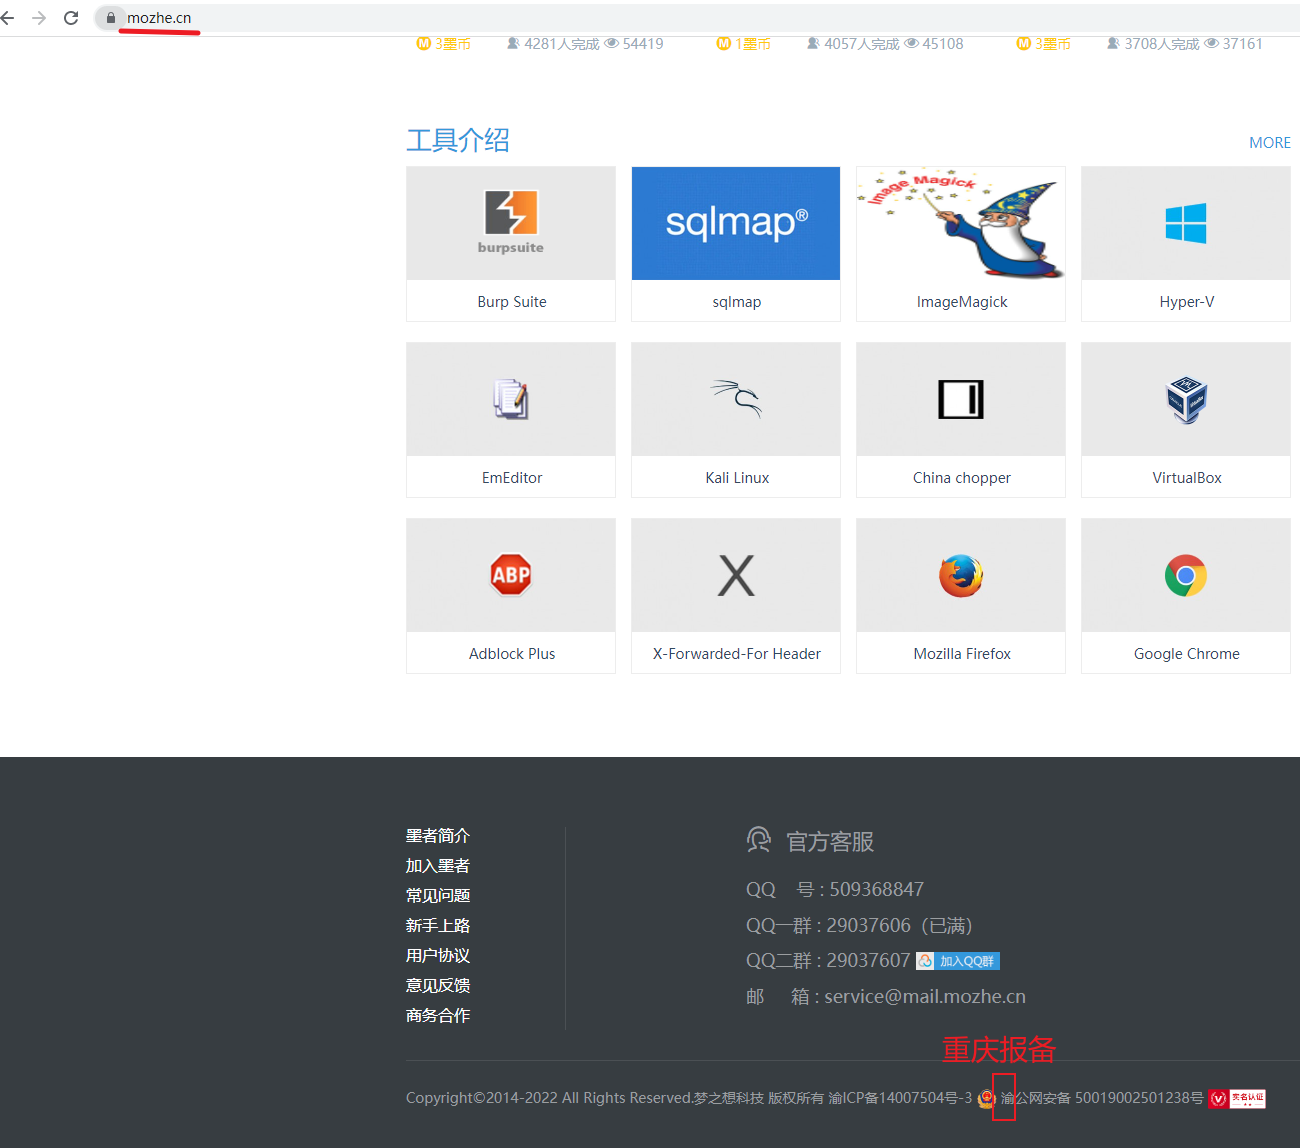 mozhe.cn
M 3墨币 4281人完成 54419 M 1墨币 4057人完成 45108 M 3墨币 3708人完成 37161
工具介绍 MORE
burpsuite
sqlmap®
Image Magick
Burp Suite sqlmap ImageMagick Hyper-V
EmEditor Kali Linux China chopper VirtualBox
ABP X
Adblock Plus X-Forwarded-For Header Mozilla Firefox Google Chrome
墨者简介
加入墨者
常见问题
新手上路
用户协议
意见反馈
商务合作
官方客服
QQ 号 : 509368847
QQ一群 : 29037606（已满）
QQ二群 : 29037607 加入QQ群
邮 箱 : service@mail.mozhe.cn
重庆报备
Copyright©2014-2022 All Rights Reserved.梦之想科技 版权所有 渝ICP备14007504号-3 渝公网安备 50019002501238号 实名认证